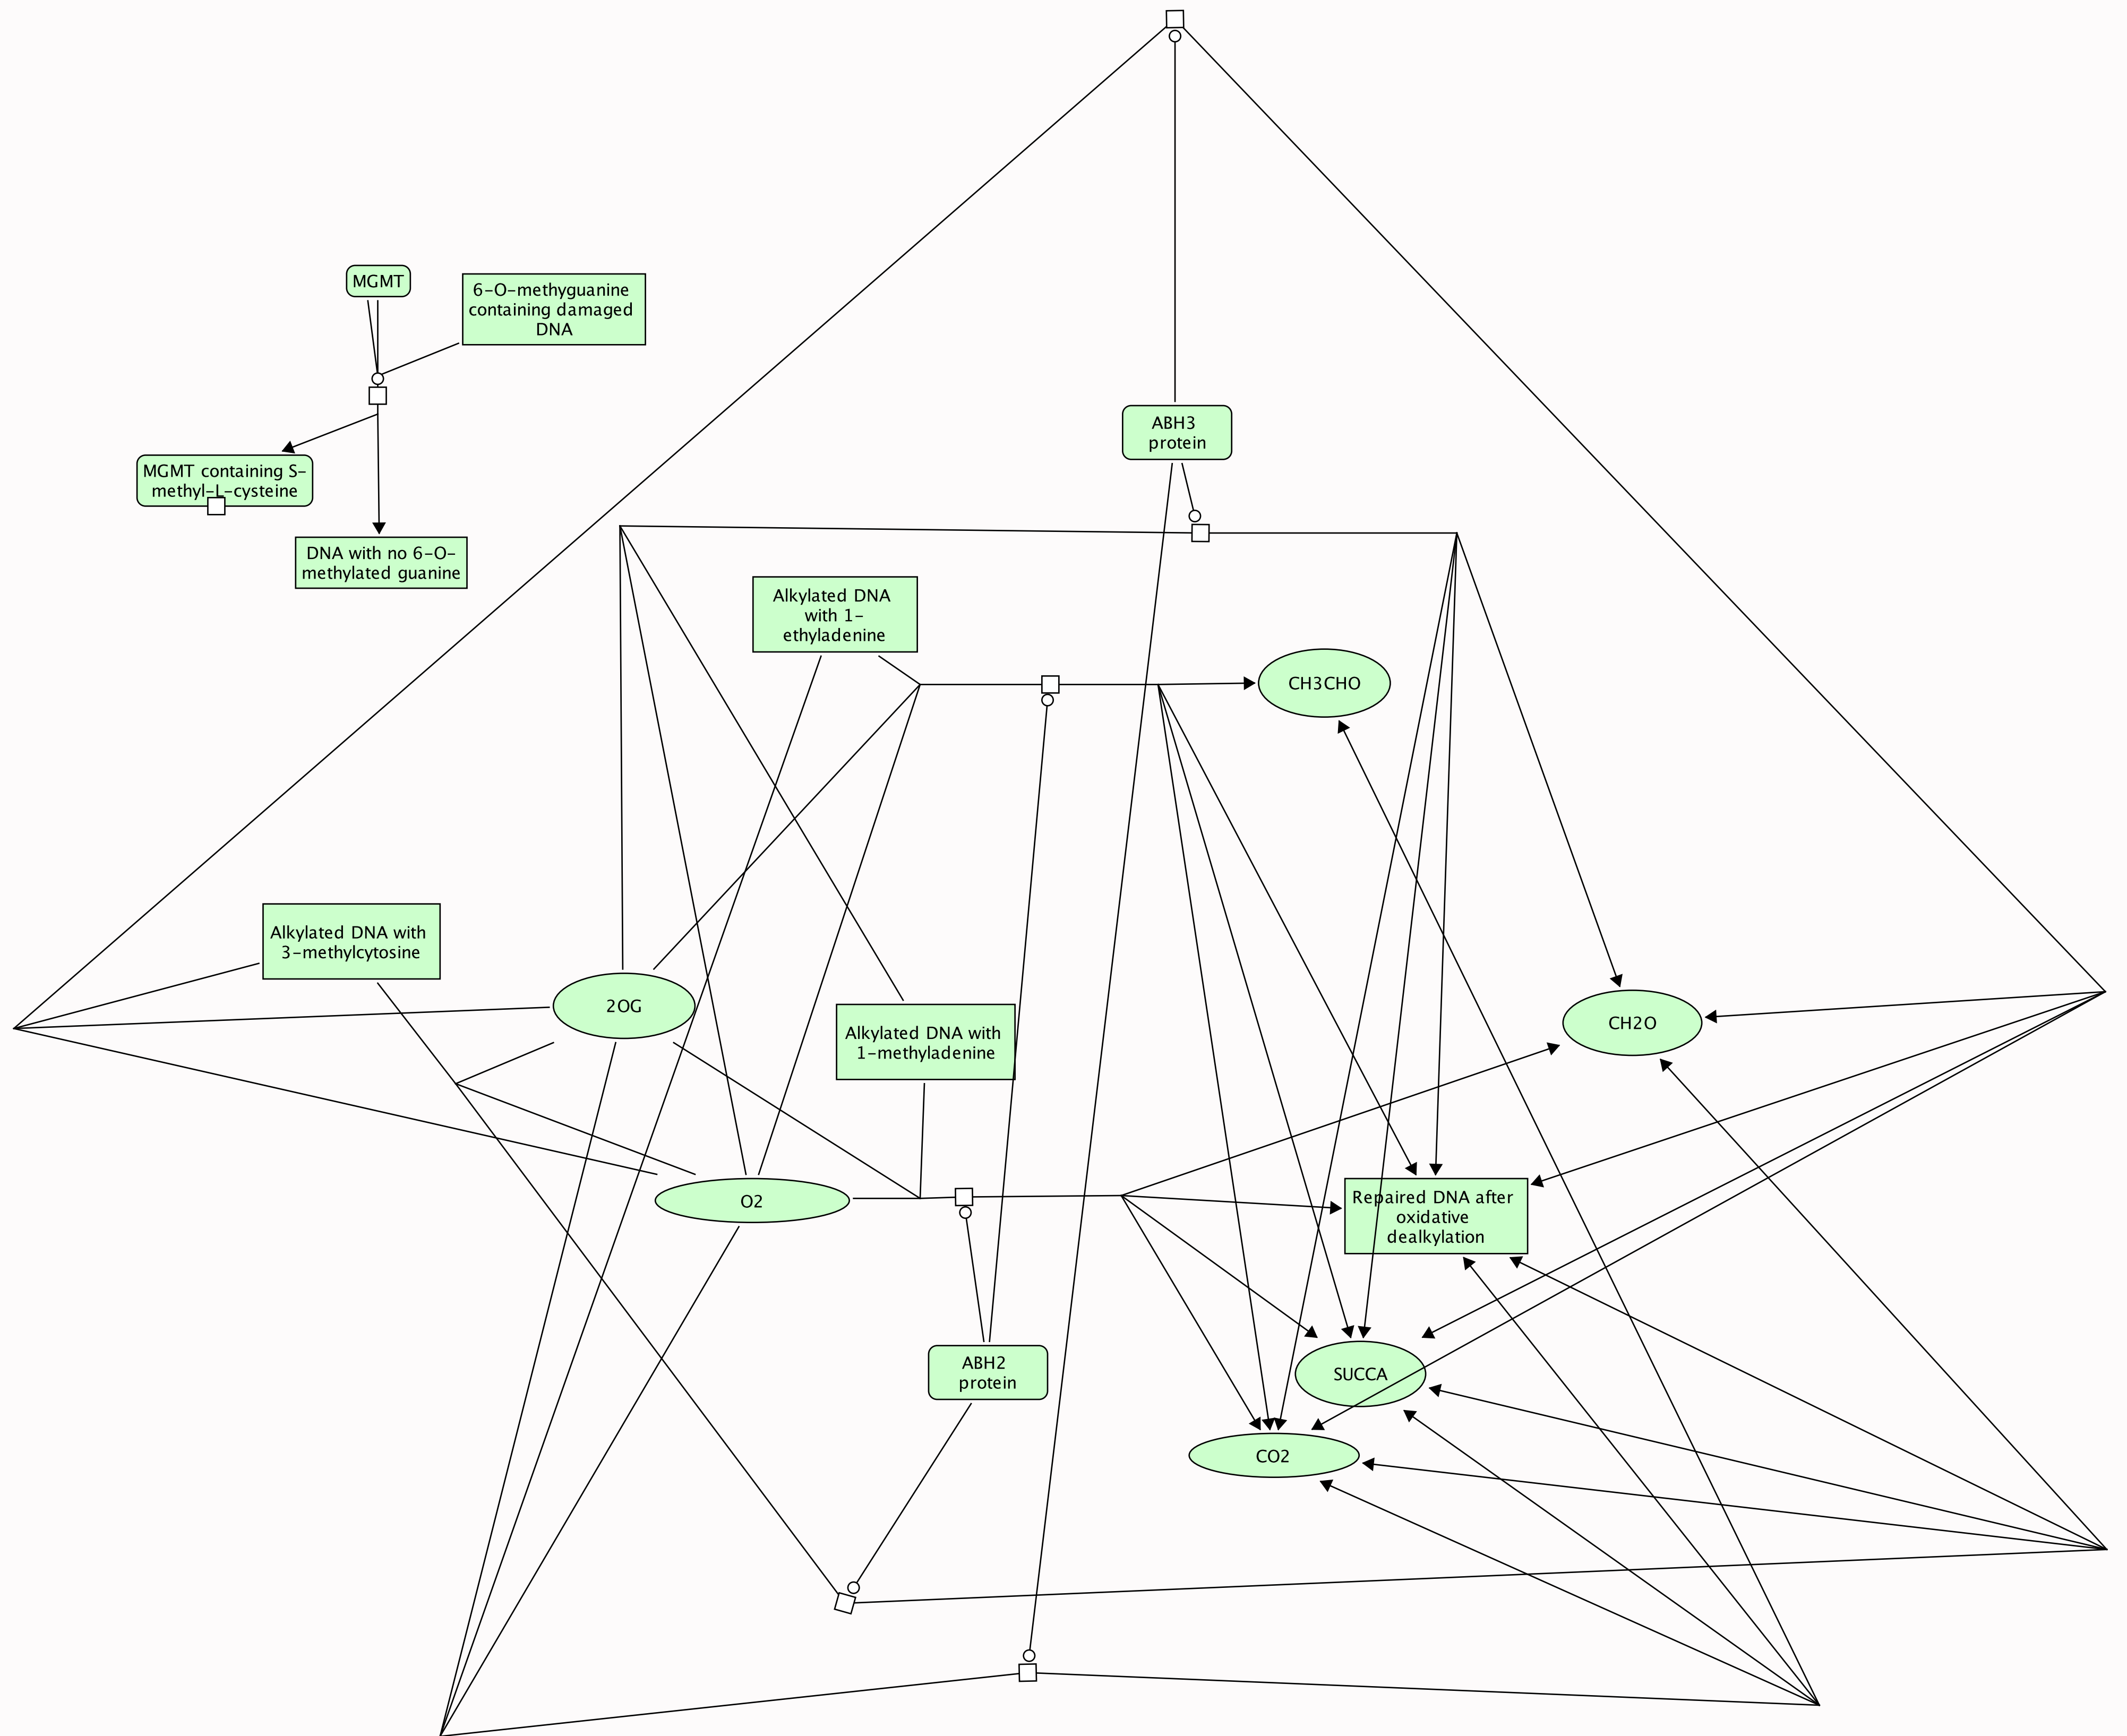 MGMT
6-O-methyguanine
containing damaged
DNA
ABH3
protein
MGMT containing S-
methyl-L-cysteine
DNA with no 6-O-
methylated guanine
Alkylated DNA
with 1-
ethyladenine
CH3CHO
Alkylated DNA with
3-methylcytosine
2OG
Alkylated DNA with
1-methyladenine
CH2O
O2
Repaired DNA after
oxidative
dealkylation
ABH2
protein
SUCCA
CO2